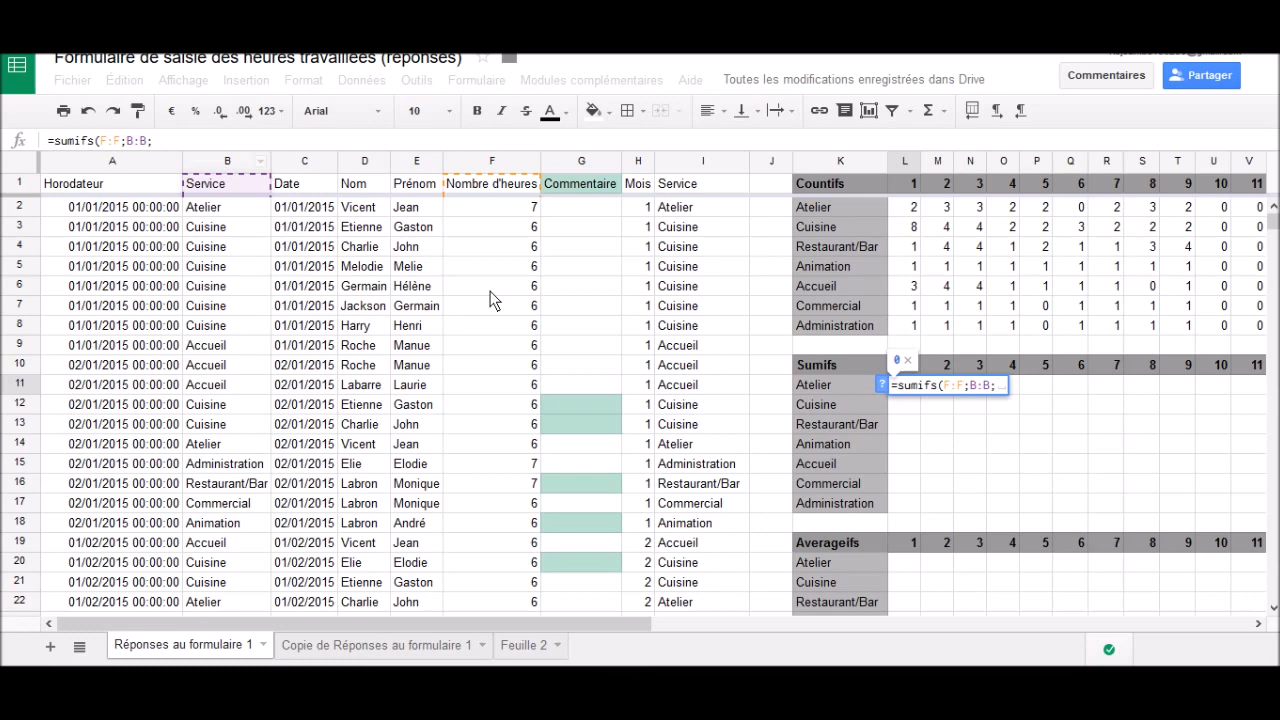 Formulaire de saisie des heures travaillées (réponses)
Fichier Édition Affichage Insertion Format Données Outils Formulaire Modules complémentaires Aide Toutes les modifications enregistrées dans Drive
Commentaires Partager
€ % .0 .00 123 Arial 10 B I S A Σ
fx =sumifs(F:F;B:B;
A B C D E F G H I J K L M N O P Q R S T U V
1 Horodateur Service Date Nom Prénom Nombre d'heures Commentaire Mois Service Countifs 1 2 3 4 5 6 7 8 9 10 11
2 01/01/2015 00:00:00 Atelier 01/01/2015 Vicent Jean 7 1 Atelier Atelier 2 3 3 2 2 0 2 3 2 0 0
3 01/01/2015 00:00:00 Cuisine 01/01/2015 Etienne Gaston 6 1 Cuisine Cuisine 8 4 4 2 2 3 2 2 2 0 0
4 01/01/2015 00:00:00 Cuisine 01/01/2015 Charlie John 6 1 Cuisine Restaurant/Bar 1 4 4 1 2 1 1 3 4 0 0
5 01/01/2015 00:00:00 Cuisine 01/01/2015 Melodie Melie 6 1 Cuisine Animation 1 1 1 1 1 1 1 1 1 0 0
6 01/01/2015 00:00:00 Cuisine 01/01/2015 Germain Hélène 6 1 Cuisine Accueil 3 4 4 1 1 1 1 0 1 0 0
7 01/01/2015 00:00:00 Cuisine 01/01/2015 Jackson Germain 6 1 Cuisine Commercial 1 1 1 1 0 1 1 1 1 0 0
8 01/01/2015 00:00:00 Cuisine 01/01/2015 Harry Henri 6 1 Cuisine Administration 1 1 1 1 0 1 1 1 1 0 0
9 01/01/2015 00:00:00 Accueil 01/01/2015 Roche Manue 6 1 Accueil
10 02/01/2015 00:00:00 Accueil 02/01/2015 Roche Manue 6 1 Accueil Sumifs 0 × 2 3 4 5 6 7 8 9 10 11
11 02/01/2015 00:00:00 Accueil 02/01/2015 Labarre Laurie 6 1 Accueil Atelier ? =sumifs(F:F;B:B;
12 02/01/2015 00:00:00 Cuisine 02/01/2015 Etienne Gaston 6 1 Cuisine Cuisine
13 02/01/2015 00:00:00 Cuisine 02/01/2015 Charlie John 6 1 Cuisine Restaurant/Bar
14 02/01/2015 00:00:00 Atelier 02/01/2015 Vicent Jean 6 1 Atelier Animation
15 02/01/2015 00:00:00 Administration 02/01/2015 Elie Elodie 7 1 Administration Accueil
16 02/01/2015 00:00:00 Restaurant/Bar 02/01/2015 Labron Monique 7 1 Restaurant/Bar Commercial
17 02/01/2015 00:00:00 Commercial 02/01/2015 Labron Monique 6 1 Commercial Administration
18 02/01/2015 00:00:00 Animation 02/01/2015 Labron André 6 1 Animation
19 01/02/2015 00:00:00 Accueil 01/02/2015 Vicent Jean 6 2 Accueil Averageifs 1 2 3 4 5 6 7 8 9 10 11
20 01/02/2015 00:00:00 Cuisine 01/02/2015 Elie Elodie 6 2 Cuisine Atelier
21 01/02/2015 00:00:00 Cuisine 01/02/2015 Etienne Gaston 6 2 Cuisine Cuisine
22 01/02/2015 00:00:00 Atelier 01/02/2015 Charlie John 6 2 Atelier Restaurant/Bar
Réponses au formulaire 1 Copie de Réponses au formulaire 1 Feuille 2